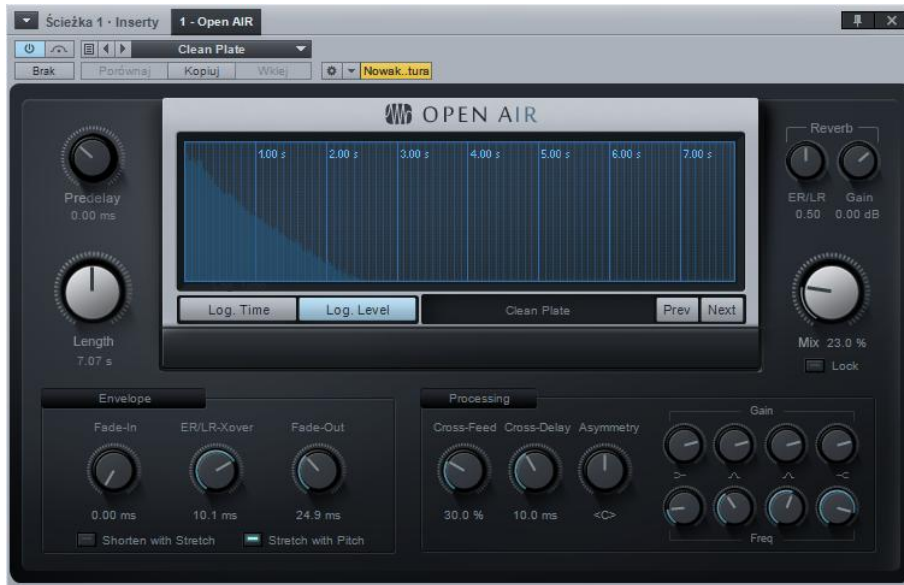 Ścieżka 1 · Inserty 1 - Open AIR
Clean Plate
Brak Porównaj Kopiuj Wklej Nowak..tura
OPEN AIR
1.00 s 2.00 s 3.00 s 4.00 s 5.00 s 6.00 s 7.00 s
Predelay
0.00 ms
Length
7.07 s
Log. Time Log. Level Clean Plate Prev Next
Reverb
ER/LR Gain
0.50 0.00 dB
Mix 23.0 %
Lock
Envelope
Fade-In ER/LR-Xover Fade-Out
0.00 ms 10.1 ms 24.9 ms
Shorten with Stretch Stretch with Pitch
Processing
Cross-Feed Cross-Delay Asymmetry
30.0 % 10.0 ms <C>
Gain
Freq